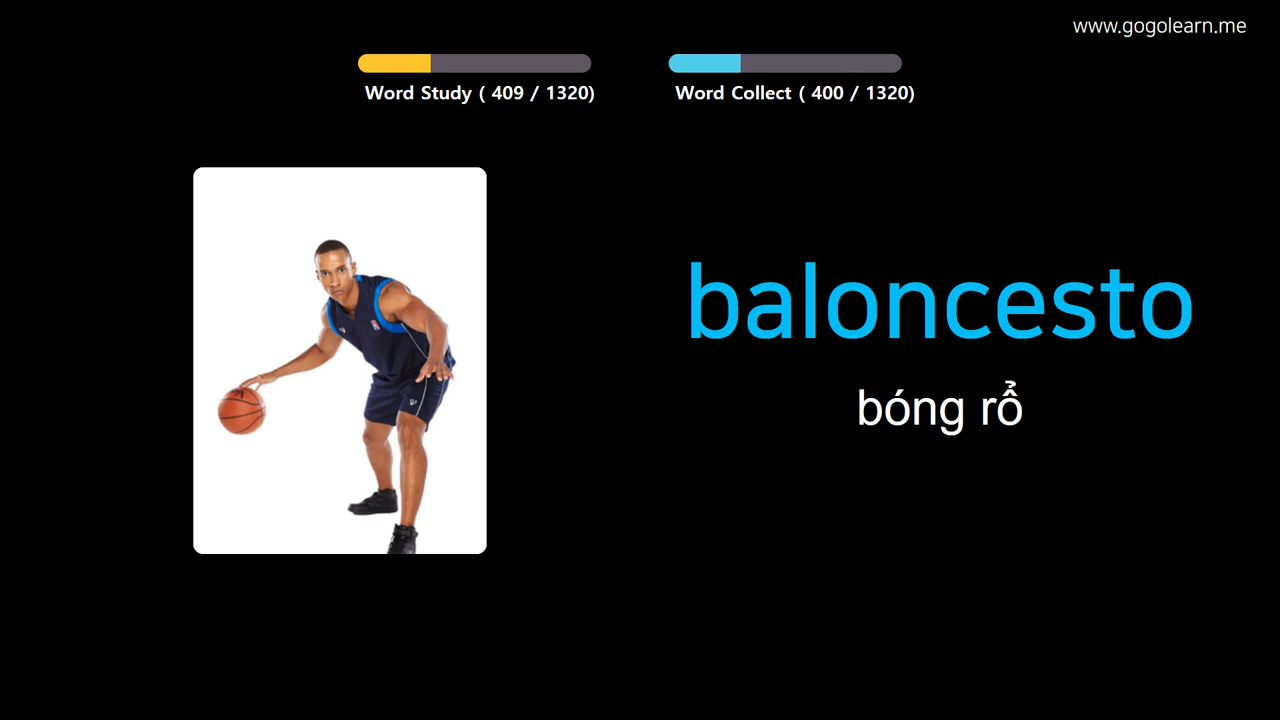 www.gogolearn.me
Word Study ( 409 / 1320)
Word Collect ( 400 / 1320)
baloncesto
bóng rổ